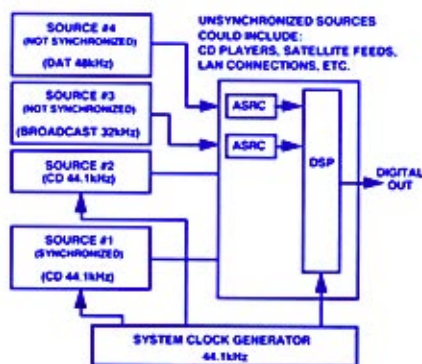 SOURCE #4
(NOT SYNCHRONIZED)
(DAT 48kHz)
UNSYNCHRONIZED SOURCES
COULD INCLUDE:
CD PLAYERS, SATELLITE FEEDS,
LAN CONNECTIONS, ETC.
SOURCE #3
(NOT SYNCHRONIZED)
(BROADCAST 32kHz)
ASRC
ASRC
DSP
DIGITAL
OUT
SOURCE #2
(CD 44.1kHz)
SOURCE #1
(SYNCHRONIZED)
(CD 44.1kHz)
SYSTEM CLOCK GENERATOR
44.1kHz